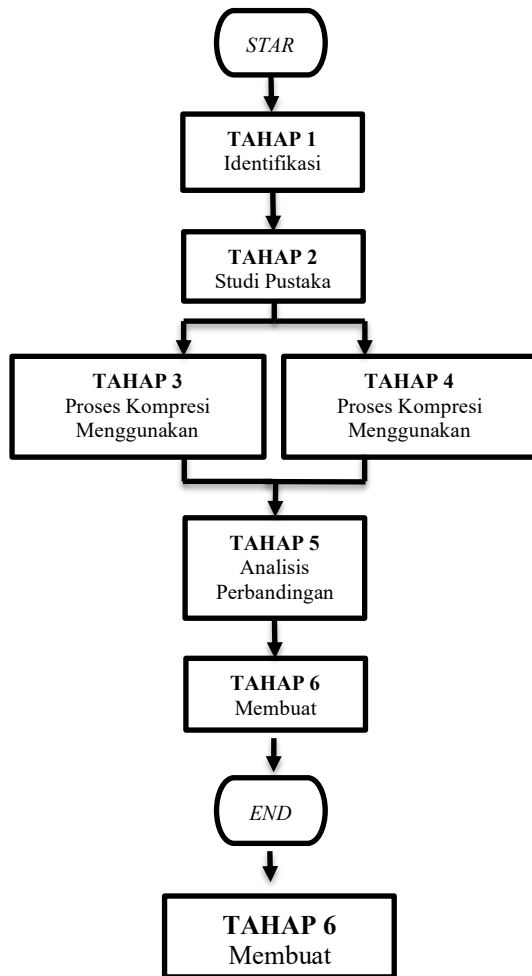 STAR
TAHAP 1
Identifikasi
TAHAP 2
Studi Pustaka
TAHAP 3
Proses Kompresi
Menggunakan
TAHAP 4
Proses Kompresi
Menggunakan
TAHAP 5
Analisis
Perbandingan
TAHAP 6
Membuat
END
TAHAP 6
Membuat